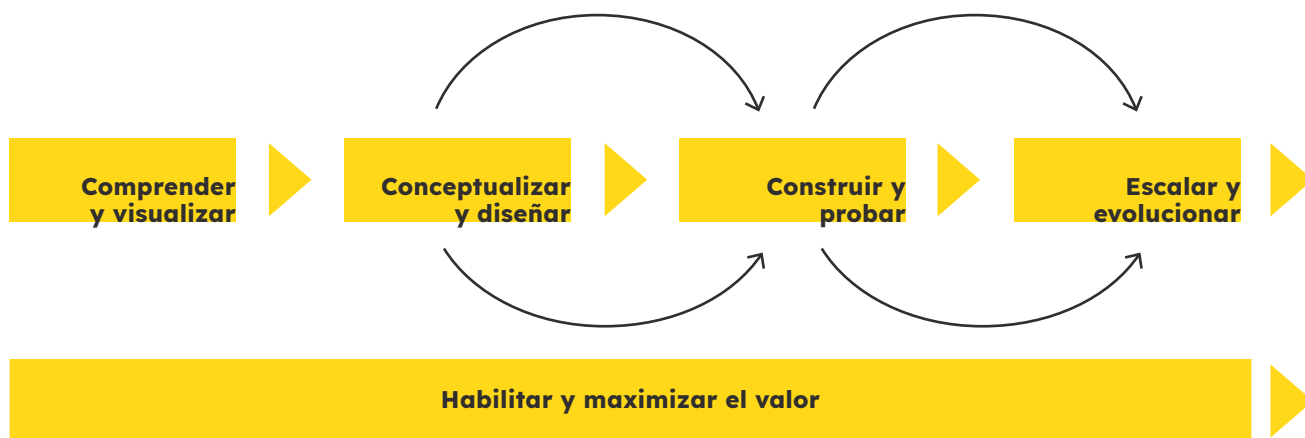 Comprender
y visualizar
Conceptualizar
y diseñar
Construir y
probar
Escalar y
evolucionar
Habilitar y maximizar el valor